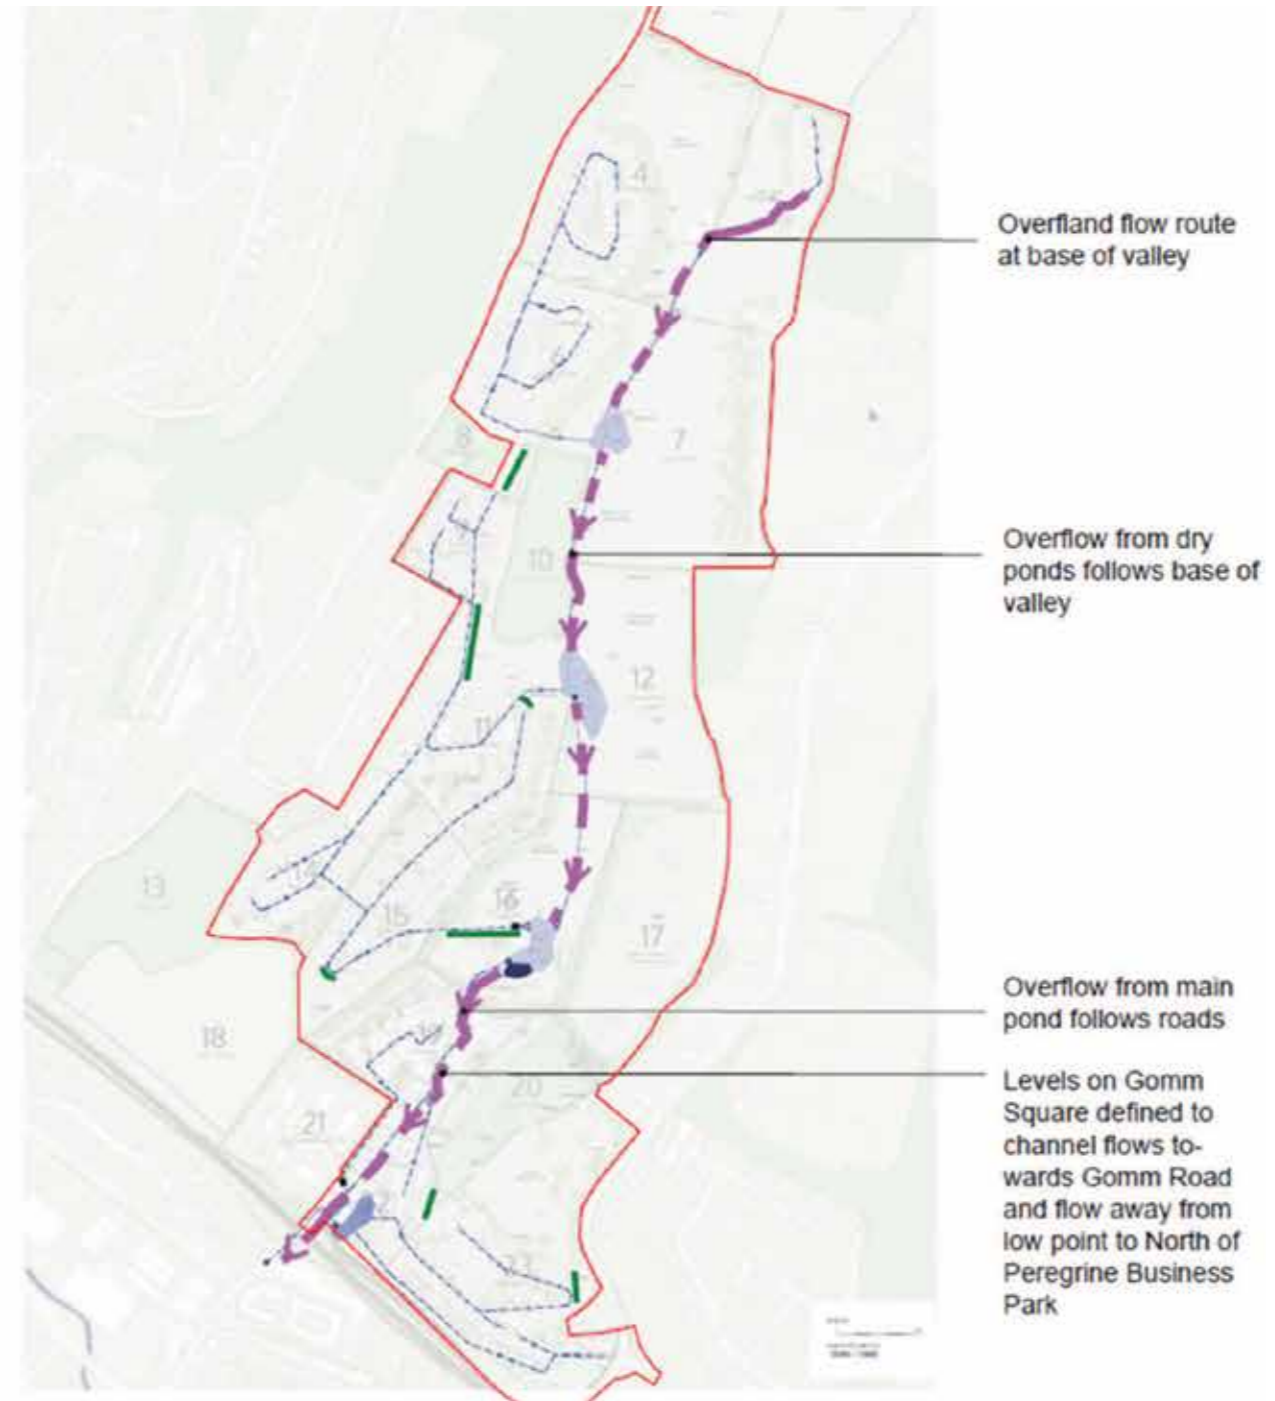 4
Overfland flow route
at base of valley
6
8
7
10
Overflow from dry
ponds follows base of
valley
12
11
13
14
15
16
17
18
19
20
21
Overflow from main
pond follows roads
Levels on Gomm
Square defined to
channel flows to-
wards Gomm Road
and flow away from
low point to North of
Peregrine Business
Park